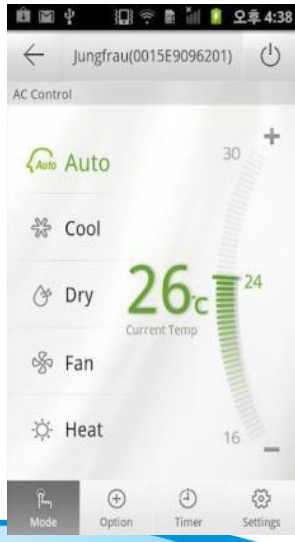 오후 4:38
Jungfrau(0015E9096201)
AC Control
Auto Auto
30
+
Cool
Dry
26°c
24
Current Temp
Fan
Heat
16
-
Mode
Option
Timer
Settings